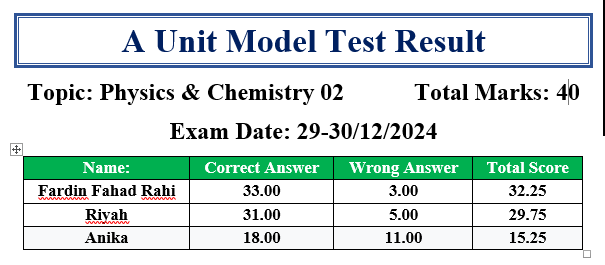 A Unit Model Test Result
Topic: Physics & Chemistry 02 Total Marks: 40
Exam Date: 29-30/12/2024
Name: Correct Answer Wrong Answer Total Score
Fardin Fahad Rahi 33.00 3.00 32.25
Riyah 31.00 5.00 29.75
Anika 18.00 11.00 15.25